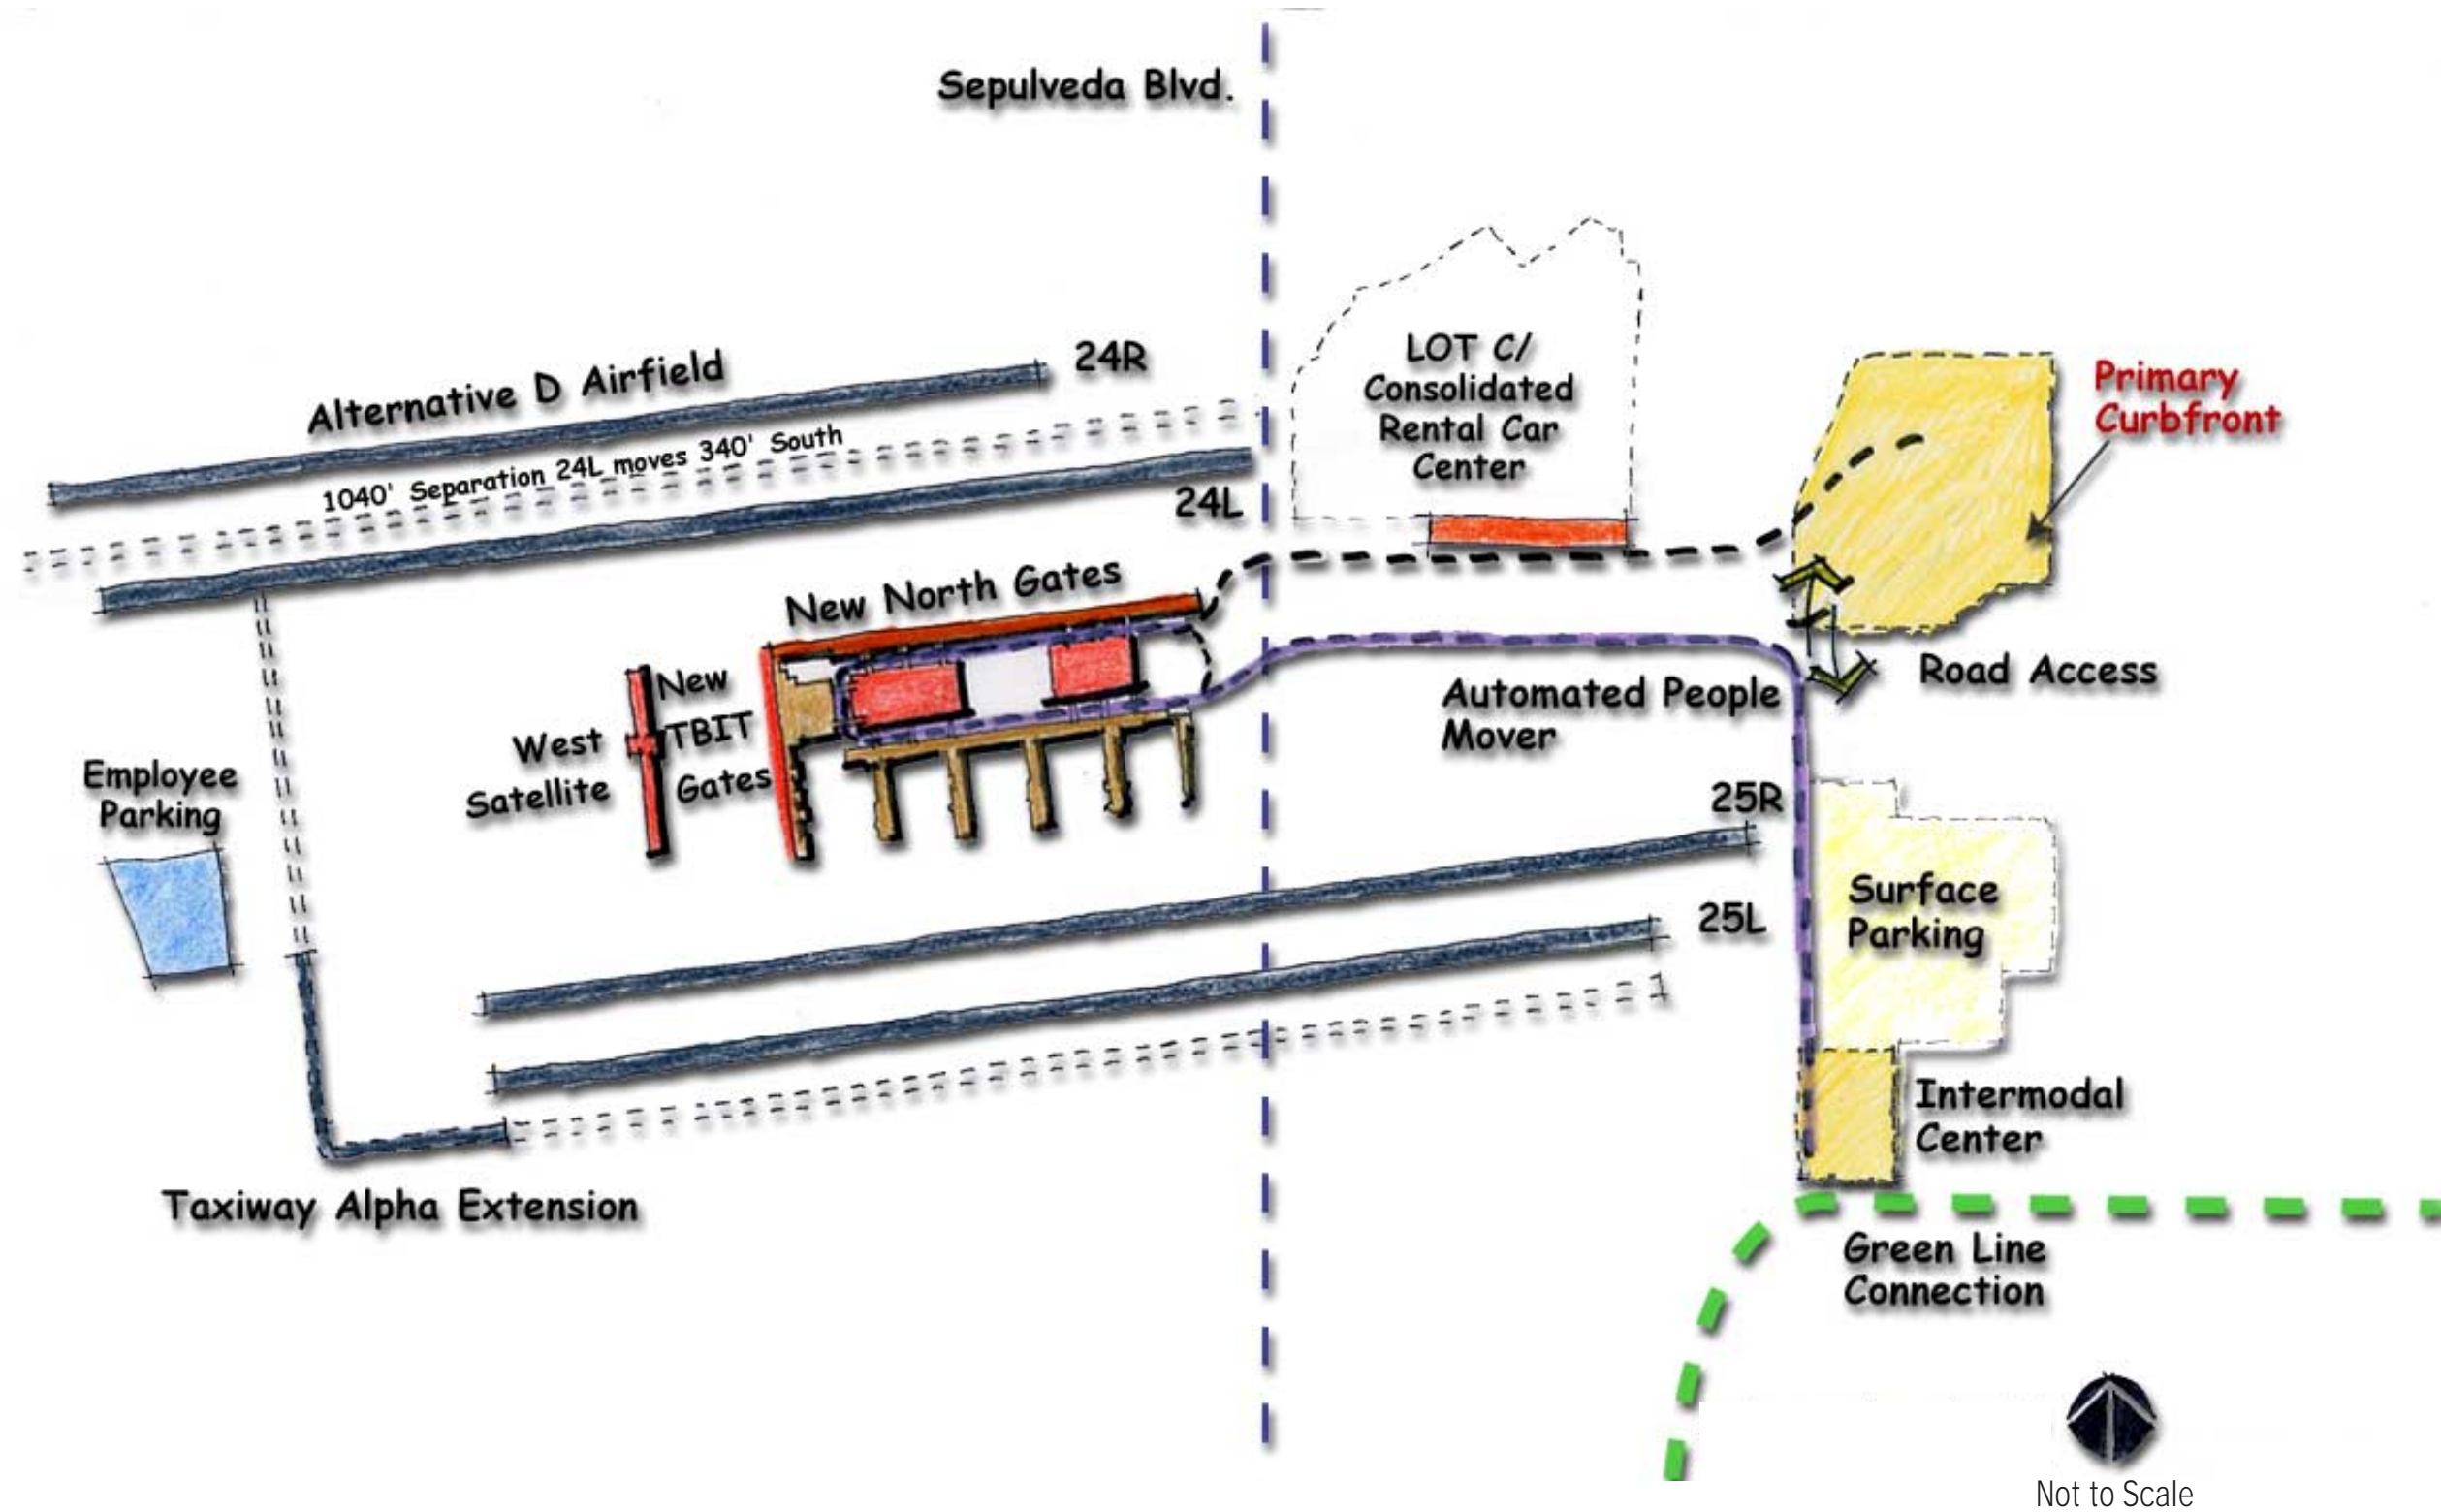 Sepulveda Blvd.
LOT C/
Consolidated
Rental Car
Center
24R
Alternative D Airfield
1040' Separation 24L moves 340' South
24L
Primary
Curbfront
New North Gates
Road Access
New
TBIT
Gates
West
Satellite
Automated People
Mover
Employee
Parking
25R
25L
Surface
Parking
Intermodal
Center
Taxiway Alpha Extension
Green Line
Connection
Not to Scale